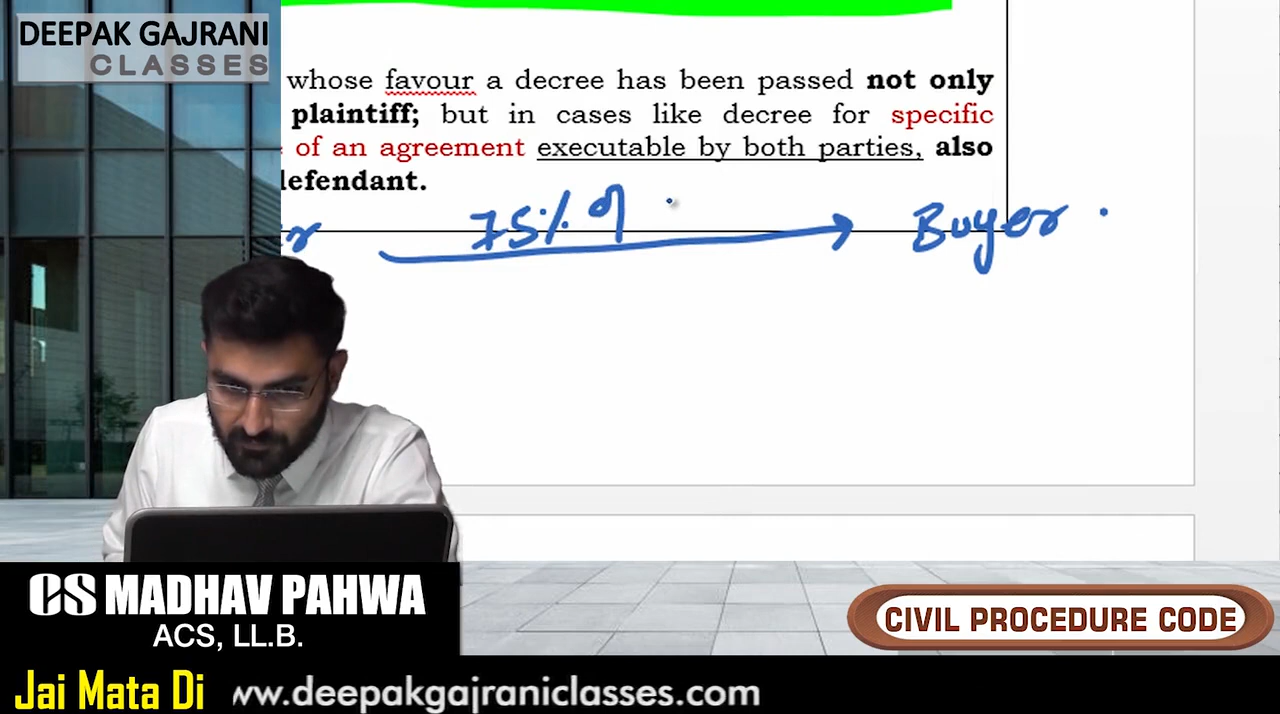 DEEPAK GAJRANI
CLASSES
whose favour a decree has been passed not only
plaintiff; but in cases like decree for specific
of an agreement executable by both parties, also
defendant.
75% of
Buyer.
CS MADHAV PAHWA
ACS, LL.B.
CIVIL PROCEDURE CODE
Jai Mata Di
ww.deepakgajraniclasses.com